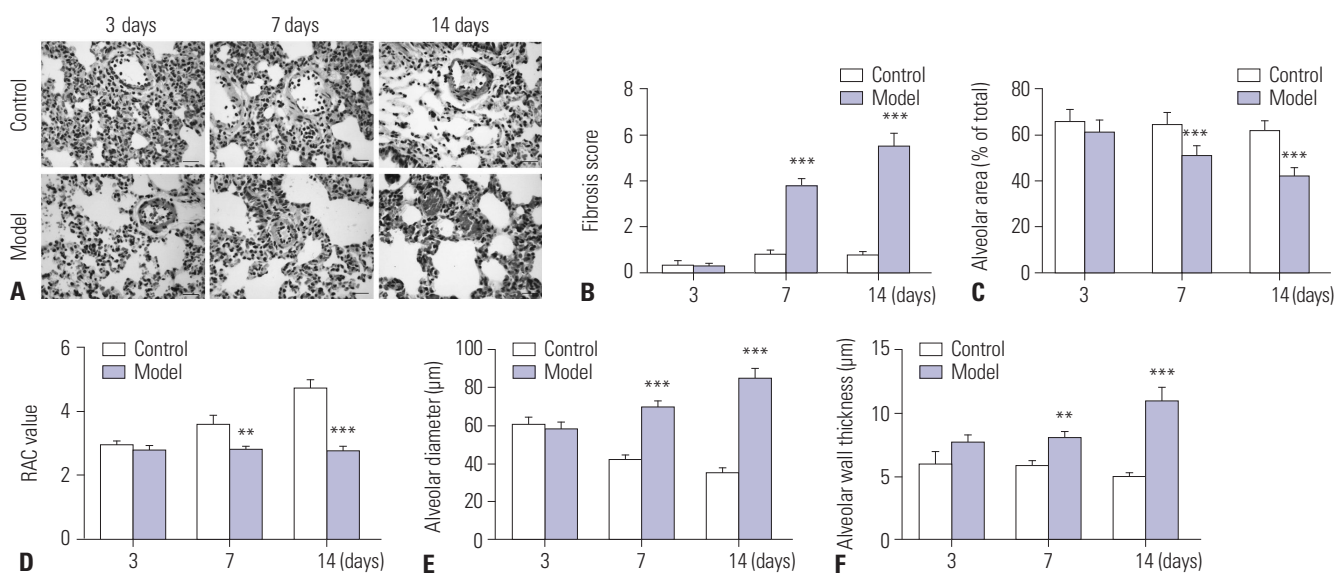 3 days 7 days 14 days
Control
Model
A
Fibrosis score
8
6
4
2
0
Control
Model
***
***
3 7 14 (days)
B
Alveolar area (% of total)
80
60
40
20
0
Control
Model
***
***
3 7 14 (days)
C
RAC value
6
4
2
0
Control
Model
**
***
3 7 14 (days)
D
Alveolar diameter (μm)
100
80
60
40
20
0
Control
Model
***
***
3 7 14 (days)
E
Alveolar wall thickness (μm)
15
10
5
0
Control
Model
**
***
3 7 14 (days)
F